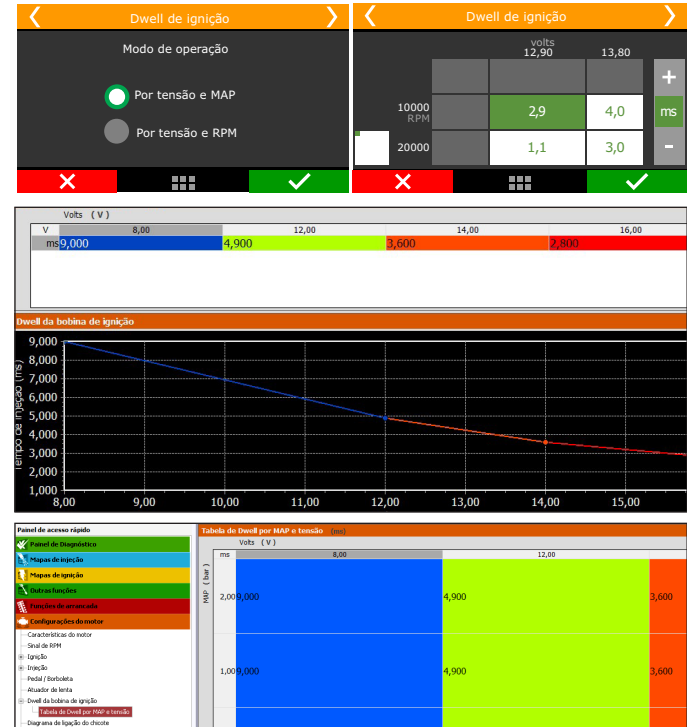 Dwell de ignição
Modo de operação
Por tensão e MAP
Por tensão e RPM
Dwell de ignição
volts
12,90 13,80
+
10000 2,9 4,0 ms
RPM
20000 1,1 3,0 -
Volts ( V )
V 8,00 12,00 14,00 16,00
ms 9,000 4,900 3,600 2,800
Dwell da bobina de ignição
Tempo de injeção (ms)
9,000
8,000
7,000
6,000
5,000
4,000
3,000
2,000
1,000
8,00 9,00 10,00 11,00 12,00 13,00 14,00 15,00
Painel de acesso rápido
Painel de Diagnóstico
Mapas de injeção
Mapas de ignição
Outras funções
Funções de arrancada
Configurações do motor
Características do motor
Sinal de RPM
Ignição
Injeção
Pedal / Borboleta
Atuador de lenta
Dwell da bobina de ignição
Tabela de Dwell por MAP e tensão
Diagrama de ligação do chicote
Tabela de Dwell por MAP e tensão (ms)
Volts ( V )
ms 8,00 12,00
MAP ( bar )
2,00 9,000 4,900 3,600
1,00 9,000 4,900 3,600